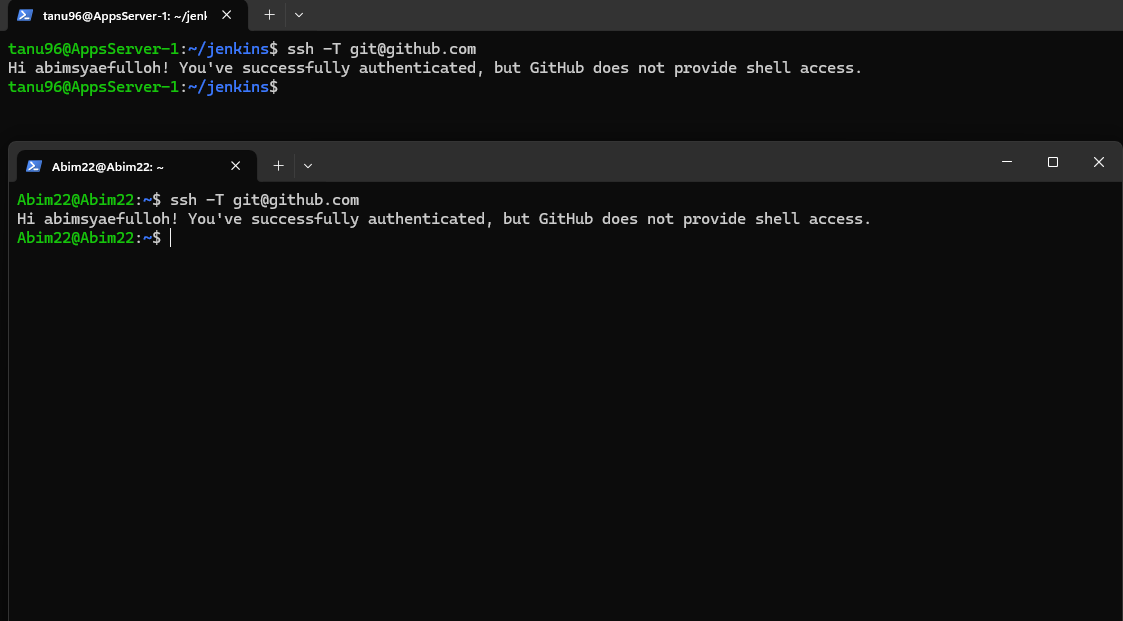 tanu96@AppsServer-1: ~/jenk
tanu96@AppsServer-1:~/jenkins$ ssh -T git@github.com
Hi abimsyaefulloh! You've successfully authenticated, but GitHub does not provide shell access.
tanu96@AppsServer-1:~/jenkins$
Abim22@Abim22: ~
Abim22@Abim22:~$ ssh -T git@github.com
Hi abimsyaefulloh! You've successfully authenticated, but GitHub does not provide shell access.
Abim22@Abim22:~$